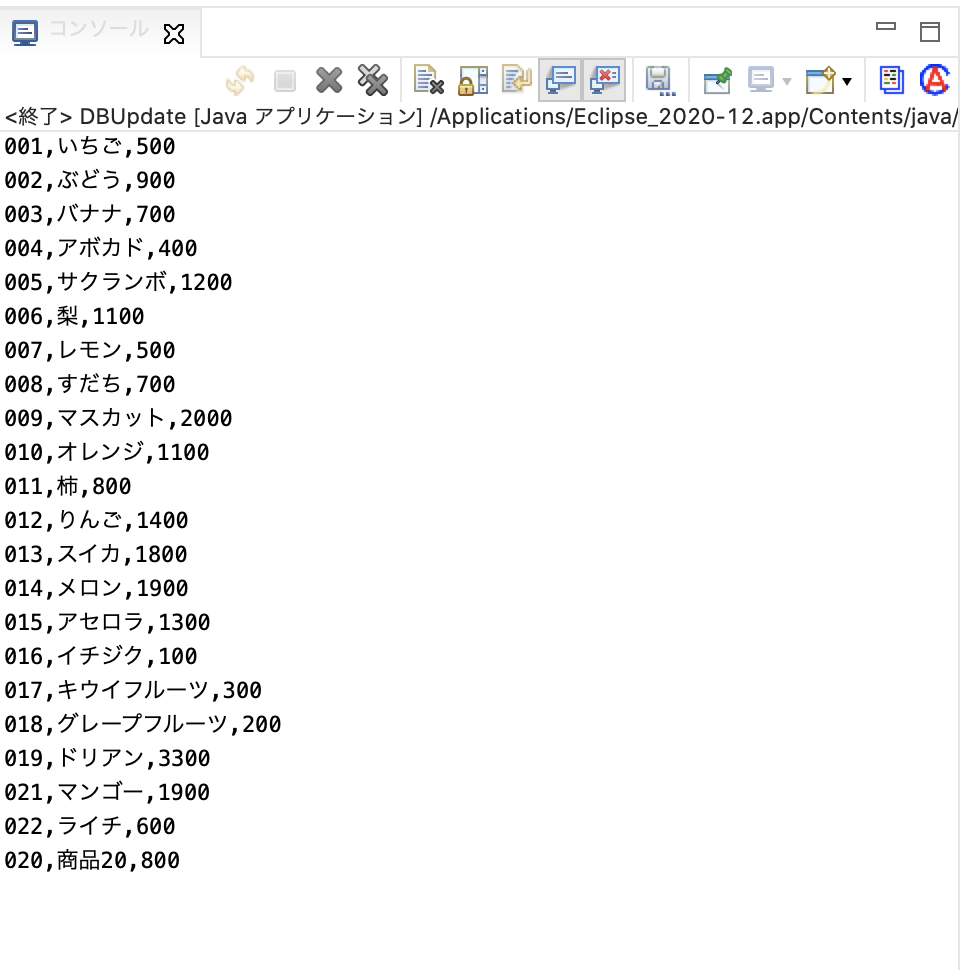 コンソール
<終了> DBUpdate [Java アプリケーション] /Applications/Eclipse_2020-12.app/Contents/java/
001,いちご,500
002,ぶどう,900
003,バナナ,700
004,アボカド,400
005,サクランボ,1200
006,梨,1100
007,レモン,500
008,すだち,700
009,マスカット,2000
010,オレンジ,1100
011,柿,800
012,りんご,1400
013,スイカ,1800
014,メロン,1900
015,アセロラ,1300
016,イチジク,100
017,キウイフルーツ,300
018,グレープフルーツ,200
019,ドリアン,3300
021,マンゴー,1900
022,ライチ,600
020,商品20,800